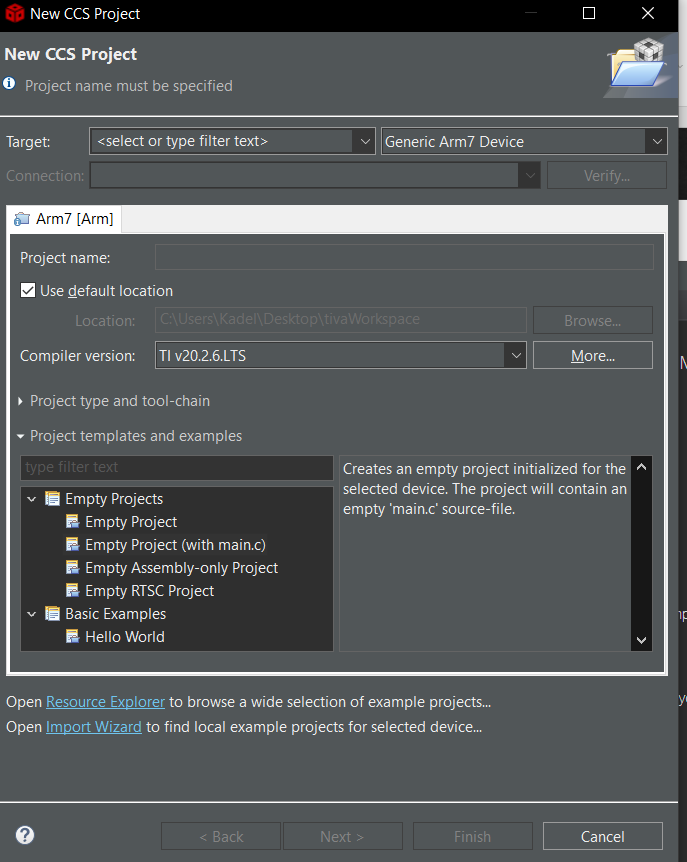 New CCS Project
New CCS Project
Project name must be specified
Target: <select or type filter text> Generic Arm7 Device
Connection: Verify...
Arm7 [Arm]
Project name:
Use default location
Location: C:\Users\Kadel\Desktop\tivaWorkspace Browse...
Compiler version: TI v20.2.6.LTS More...
Project type and tool-chain
Project templates and examples
type filter text
Empty Projects
Empty Project
Empty Project (with main.c)
Empty Assembly-only Project
Empty RTSC Project
Basic Examples
Hello World
Creates an empty project initialized for the
selected device. The project will contain an
empty 'main.c' source-file.
Open Resource Explorer to browse a wide selection of example projects...
Open Import Wizard to find local example projects for selected device...
? < Back Next > Finish Cancel